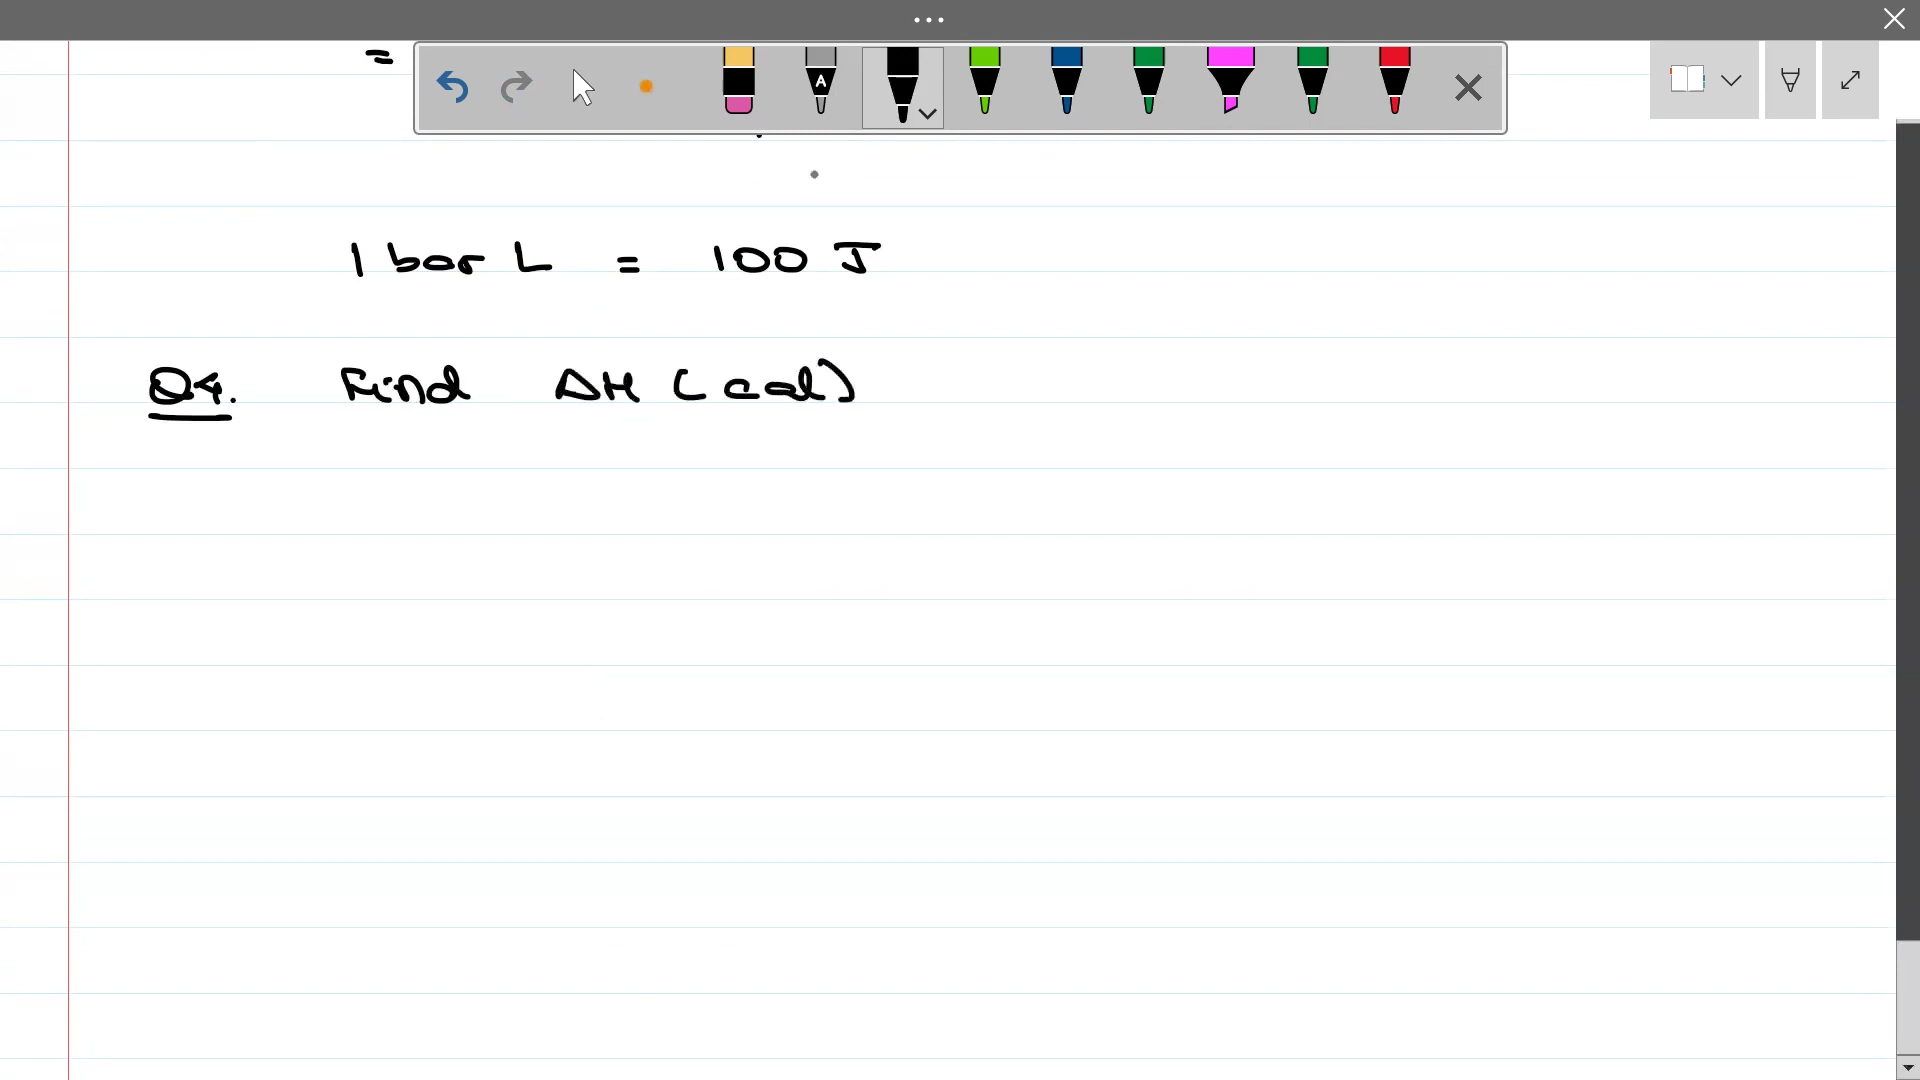 =
1 bar L = 100 J
Q4. Find ΔH (cal)